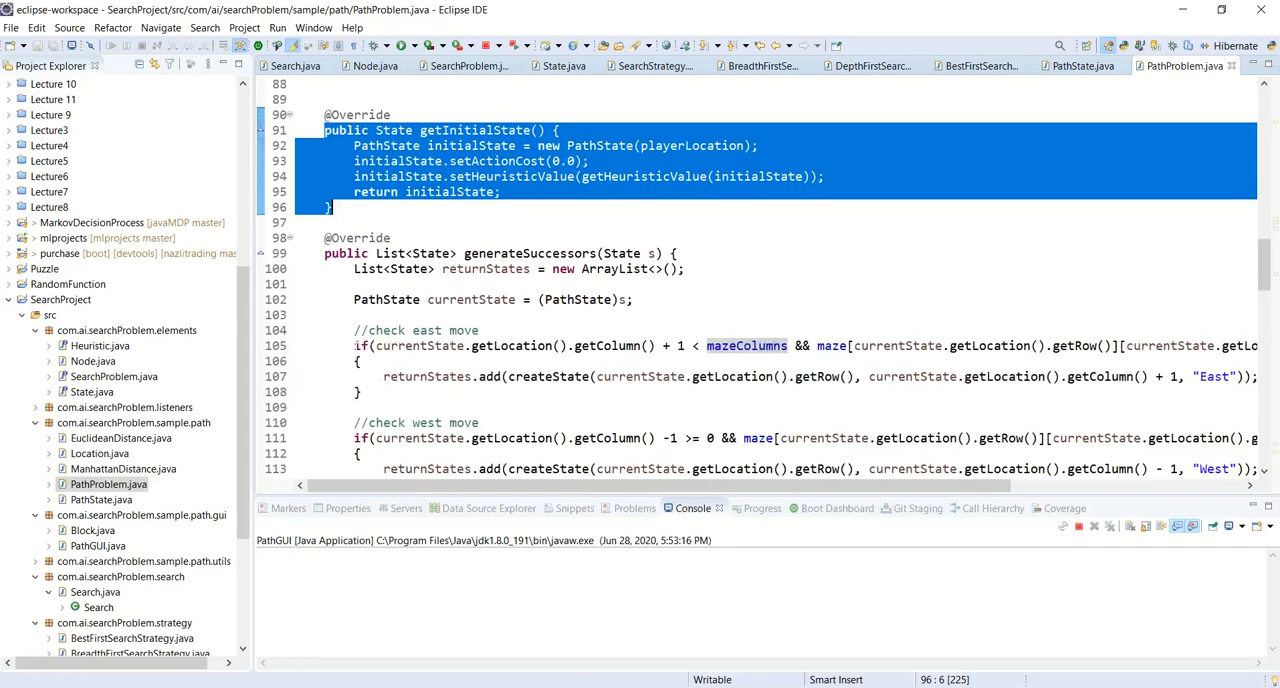 eclipse-workspace - SearchProject/src/com/ai/searchProblem/sample/path/PathProblem.java - Eclipse IDE
File Edit Source Refactor Navigate Search Project Run Window Help
Hibernate
Project Explorer
Search.java Node.java SearchProblem.j... State.java SearchStrategy.... BreadthFirstSe... DepthFirstSearc... BestFirstSearch... PathState.java PathProblem.java
Lecture 10
Lecture 11
Lecture 9
Lecture3
Lecture4
Lecture5
Lecture6
Lecture7
Lecture8
> MarkovDecisionProcess [javaMDP master]
> mlprojects [mlprojects master]
> purchase [boot] [devtools] [nazlitrading mas
Puzzle
RandomFunction
SearchProject
src
com.ai.searchProblem.elements
Heuristic.java
Node.java
SearchProblem.java
State.java
com.ai.searchProblem.listeners
com.ai.searchProblem.sample.path
EuclideanDistance.java
Location.java
ManhattanDistance.java
PathProblem.java
PathState.java
com.ai.searchProblem.sample.path.gui
Block.java
PathGUI.java
com.ai.searchProblem.sample.path.utils
com.ai.searchProblem.search
Search.java
Search
com.ai.searchProblem.strategy
BestFirstSearchStrategy.java
BreadthFirstSearchStrategy.java
88
89
90 @Override
91 public State getInitialState() {
92 PathState initialState = new PathState(playerLocation);
93 initialState.setActionCost(0.0);
94 initialState.setHeuristicValue(getHeuristicValue(initialState));
95 return initialState;
96 }
97
98 @Override
99 public List<State> generateSuccessors(State s) {
100 List<State> returnStates = new ArrayList<>();
101
102 PathState currentState = (PathState)s;
103
104 //check east move
105 if(currentState.getLocation().getColumn() + 1 < mazeColumns && maze[currentState.getLocation().getRow()][currentState.getLo
106 {
107 returnStates.add(createState(currentState.getLocation().getRow(), currentState.getLocation().getColumn() + 1, "East"));
108 }
109
110 //check west move
111 if(currentState.getLocation().getColumn() -1 >= 0 && maze[currentState.getLocation().getRow()][currentState.getLocation().g
112 {
113 returnStates.add(createState(currentState.getLocation().getRow(), currentState.getLocation().getColumn() - 1, "West"));
Markers Properties Servers Data Source Explorer Snippets Problems Console Progress Boot Dashboard Git Staging Call Hierarchy Coverage
PathGUI [Java Application] C:\Program Files\Java\jdk1.8.0_191\bin\javaw.exe (Jun 28, 2020, 5:53:16 PM)
Writable Smart Insert 96 : 6 [225]